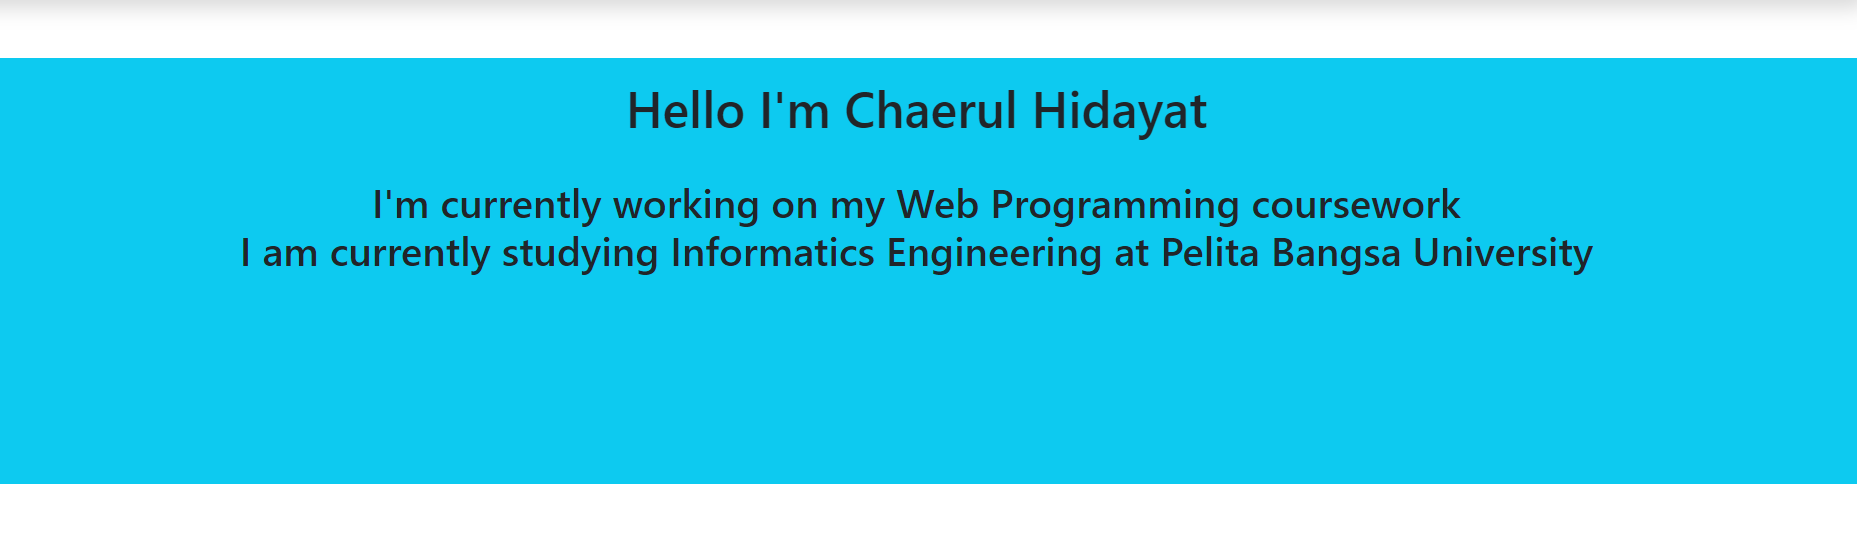 Hello I'm Chaerul Hidayat
I'm currently working on my Web Programming coursework
I am currently studying Informatics Engineering at Pelita Bangsa University